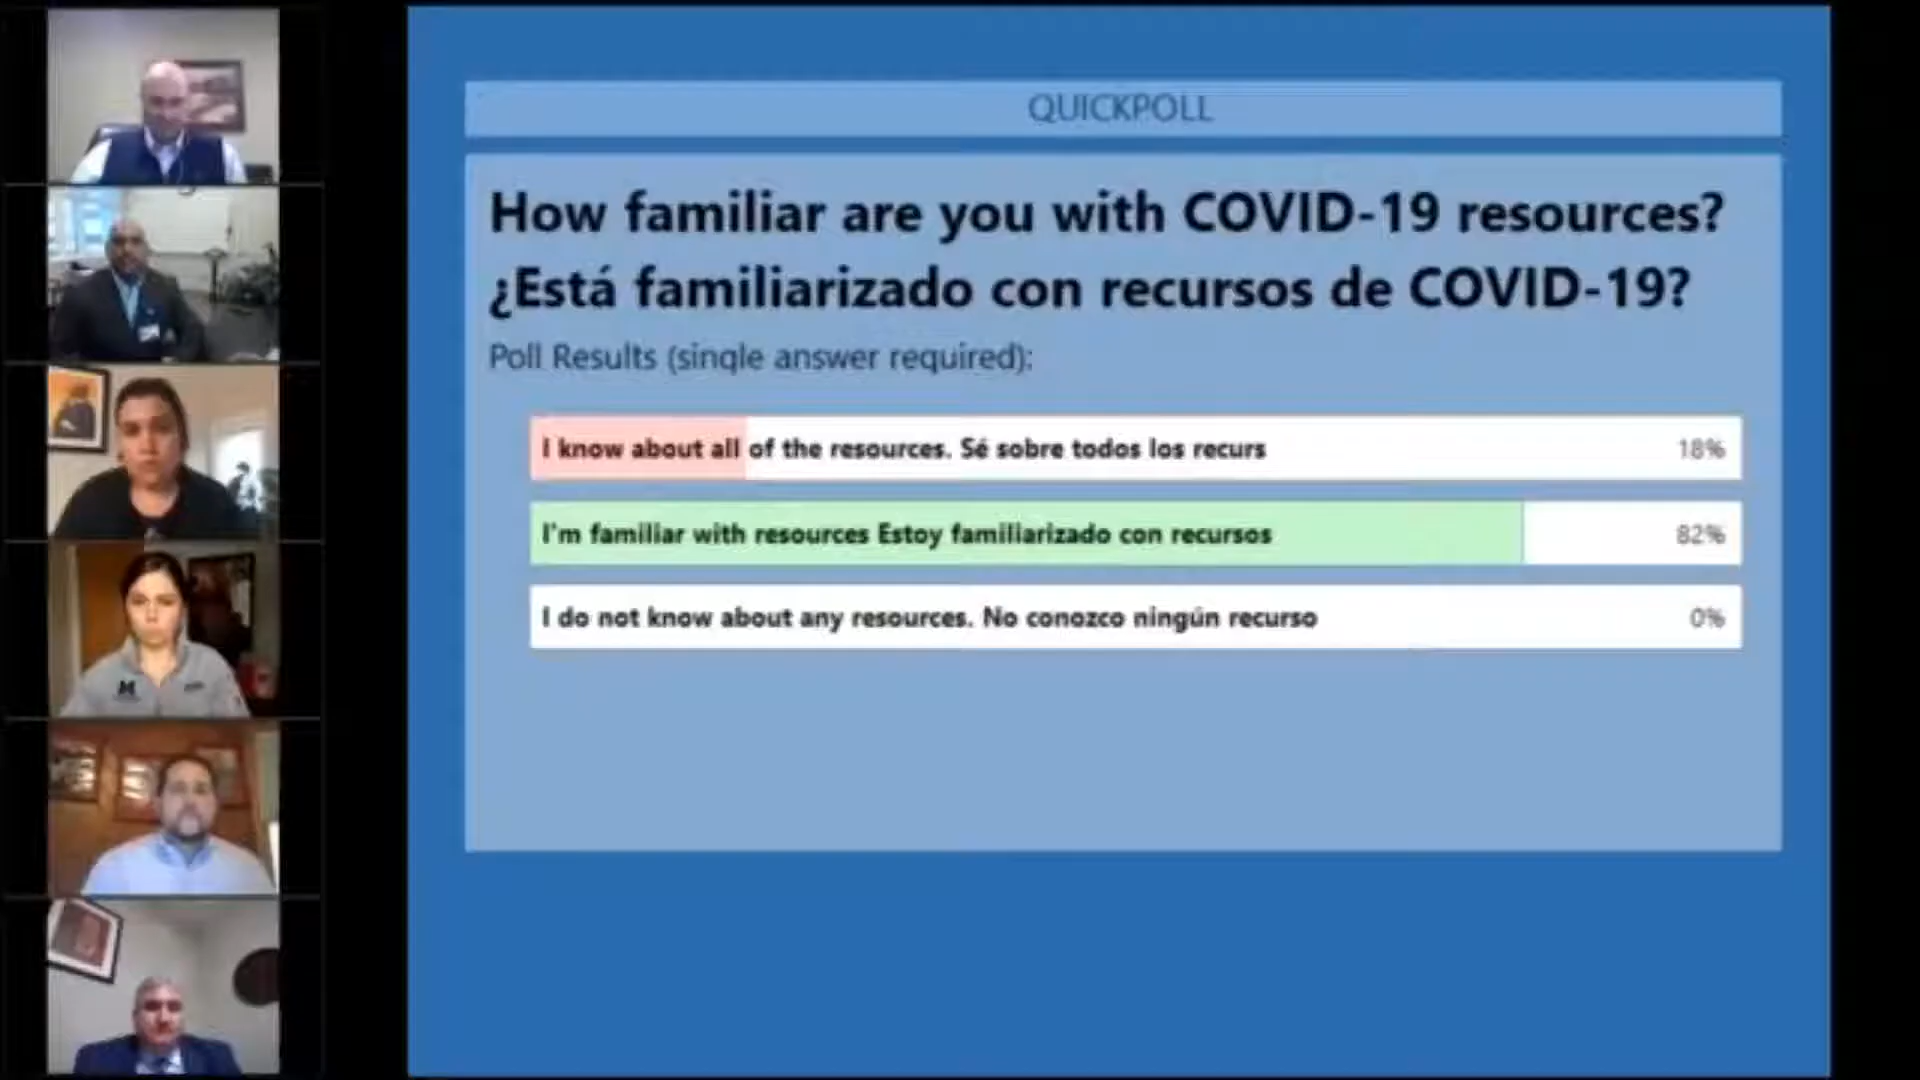 QUICKPOLL
How familiar are you with COVID-19 resources?
¿Está familiarizado con recursos de COVID-19?
Poll Results (single answer required):
I know about all of the resources. Sé sobre todos los recurs 18%
I'm familiar with resources Estoy familiarizado con recursos 82%
I do not know about any resources. No conozco ningún recurso 0%
M